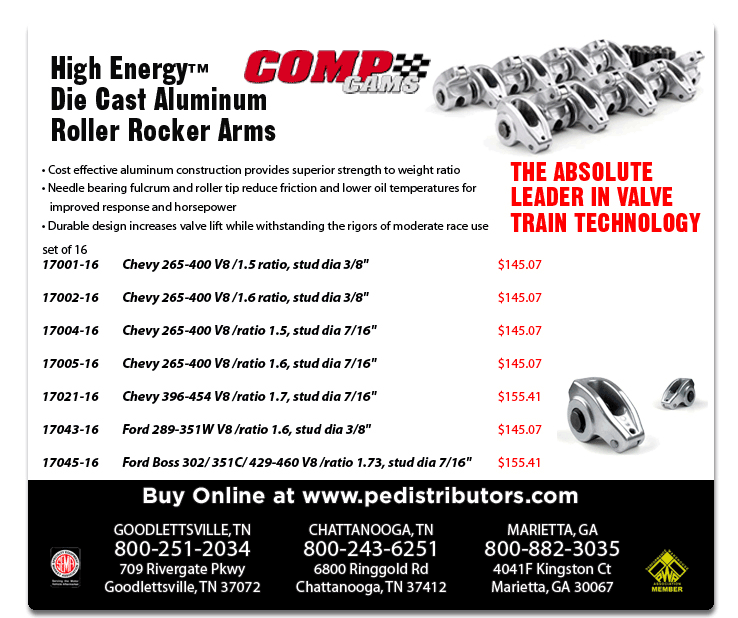 High Energy™
Die Cast Aluminum
Roller Rocker Arms
COMP
CAMS
• Cost effective aluminum construction provides superior strength to weight ratio
• Needle bearing fulcrum and roller tip reduce friction and lower oil temperatures for
improved response and horsepower
• Durable design increases valve lift while withstanding the rigors of moderate race use
THE ABSOLUTE
LEADER IN VALVE
TRAIN TECHNOLOGY
set of 16
17001-16 Chevy 265-400 V8 /1.5 ratio, stud dia 3/8" $145.07
17002-16 Chevy 265-400 V8 /1.6 ratio, stud dia 3/8" $145.07
17004-16 Chevy 265-400 V8 /ratio 1.5, stud dia 7/16" $145.07
17005-16 Chevy 265-400 V8 /ratio 1.6, stud dia 7/16" $145.07
17021-16 Chevy 396-454 V8 /ratio 1.7, stud dia 7/16" $155.41
17043-16 Ford 289-351W V8 /ratio 1.6, stud dia 3/8" $145.07
17045-16 Ford Boss 302/ 351C/ 429-460 V8 /ratio 1.73, stud dia 7/16" $155.41
Buy Online at www.pedistributors.com
GOODLETTSVILLE, TN
800-251-2034
709 Rivergate Pkwy
Goodlettsville, TN 37072
CHATTANOOGA, TN
800-243-6251
6800 Ringgold Rd
Chattanooga, TN 37412
MARIETTA, GA
800-882-3035
4041F Kingston Ct
Marietta, GA 30067
SEMA
PWA
MEMBER